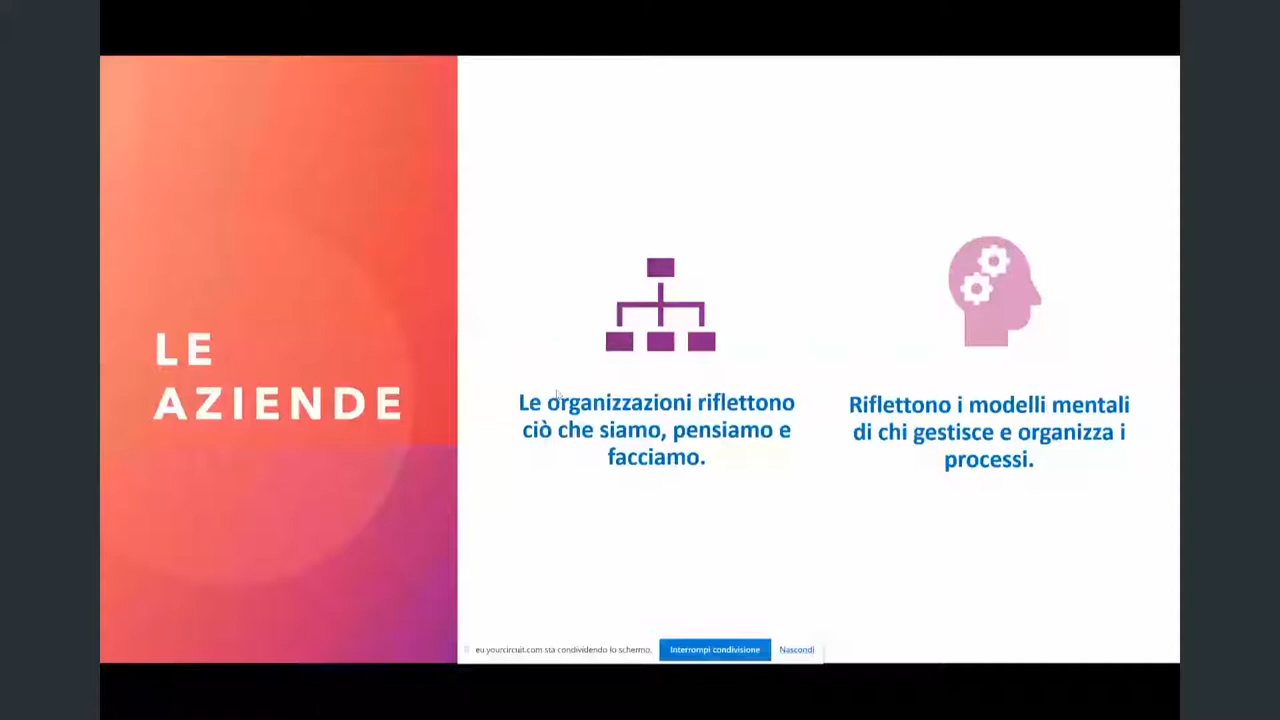 LE
AZIENDE
Le organizzazioni riflettono
ciò che siamo, pensiamo e
facciamo.
Riflettono i modelli mentali
di chi gestisce e organizza i
processi.
eu.yourcircuit.com sta condividendo lo schermo. Interrompi condivisione Nascondi